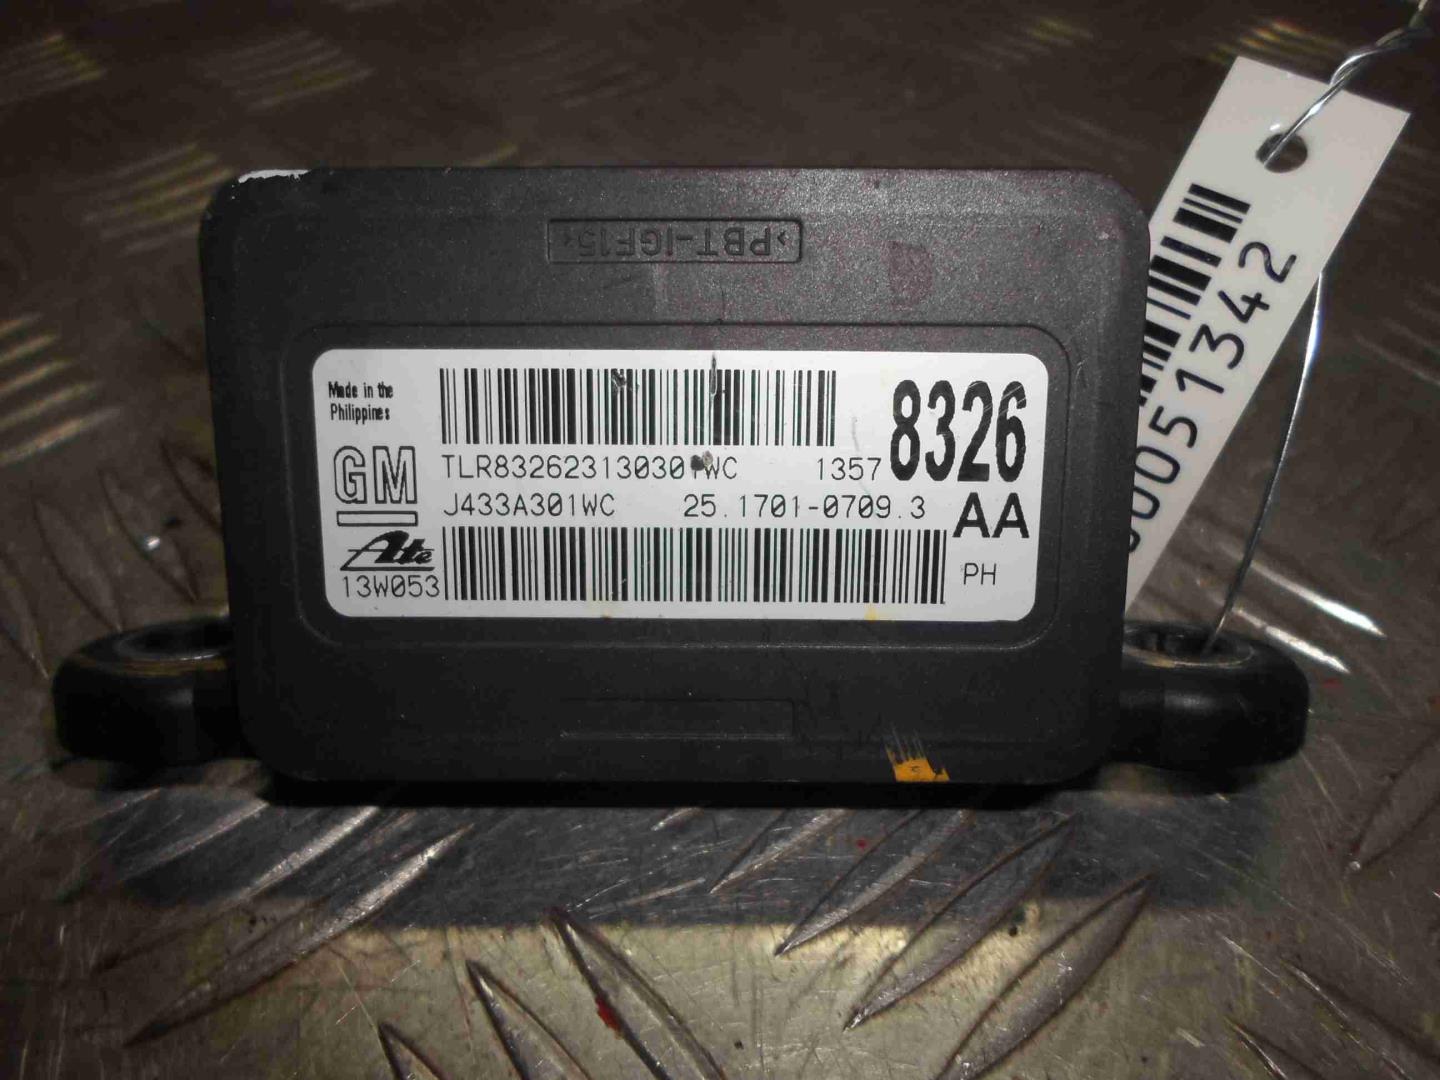 >PBT-IGF15<
Made in the
Philippines
GM
TLR83262313030 WC 1357
8326
J433A301WC 25.1701-0709.3
AA
Ate
13W053
PH
00051342